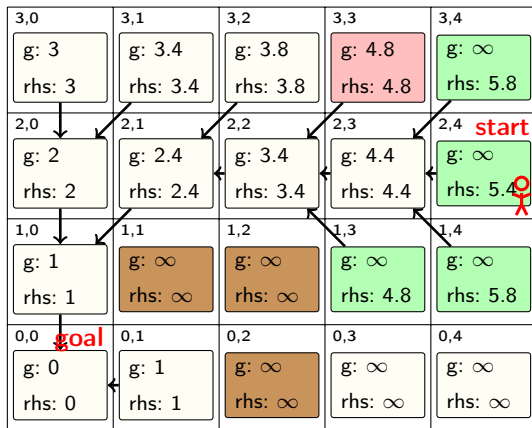 3,0 3,1 3,2 3,3 3,4
g: 3 g: 3.4 g: 3.8 g: 4.8 g: ∞
rhs: 3 rhs: 3.4 rhs: 3.8 rhs: 4.8 rhs: 5.8
2,0 2,1 2,2 2,3 2,4 start
g: 2 g: 2.4 g: 3.4 g: 4.4 g: ∞
rhs: 2 rhs: 2.4 rhs: 3.4 rhs: 4.4 rhs: 5.4
1,0 1,1 1,2 1,3 1,4
g: 1 g: ∞ g: ∞ g: ∞ g: ∞
rhs: 1 rhs: ∞ rhs: ∞ rhs: 4.8 rhs: 5.8
0,0 goal 0,1 0,2 0,3 0,4
g: 0 g: 1 g: ∞ g: ∞ g: ∞
rhs: 0 rhs: 1 rhs: ∞ rhs: ∞ rhs: ∞